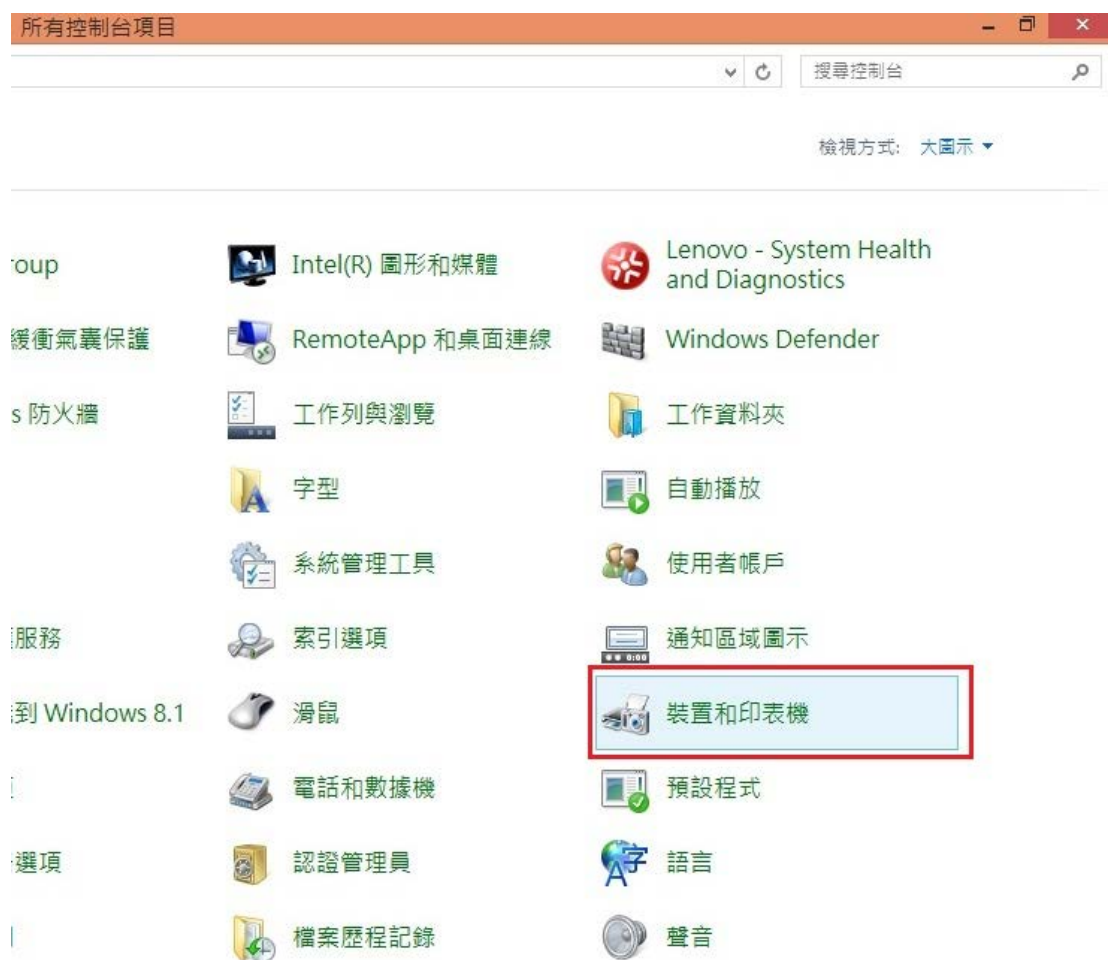 所有控制台項目
搜尋控制台
檢視方式: 大圖示
roup
Intel(R) 圖形和媒體
Lenovo - System Health
and Diagnostics
緩衝氣囊保護
RemoteApp 和桌面連線
Windows Defender
s 防火牆
工作列與瀏覽
工作資料夾
字型
自動播放
系統管理工具
使用者帳戶
服務
索引選項
通知區域圖示
到 Windows 8.1
滑鼠
裝置和印表機
電話和數據機
預設程式
選項
認證管理員
語言
檔案歷程記錄
聲音